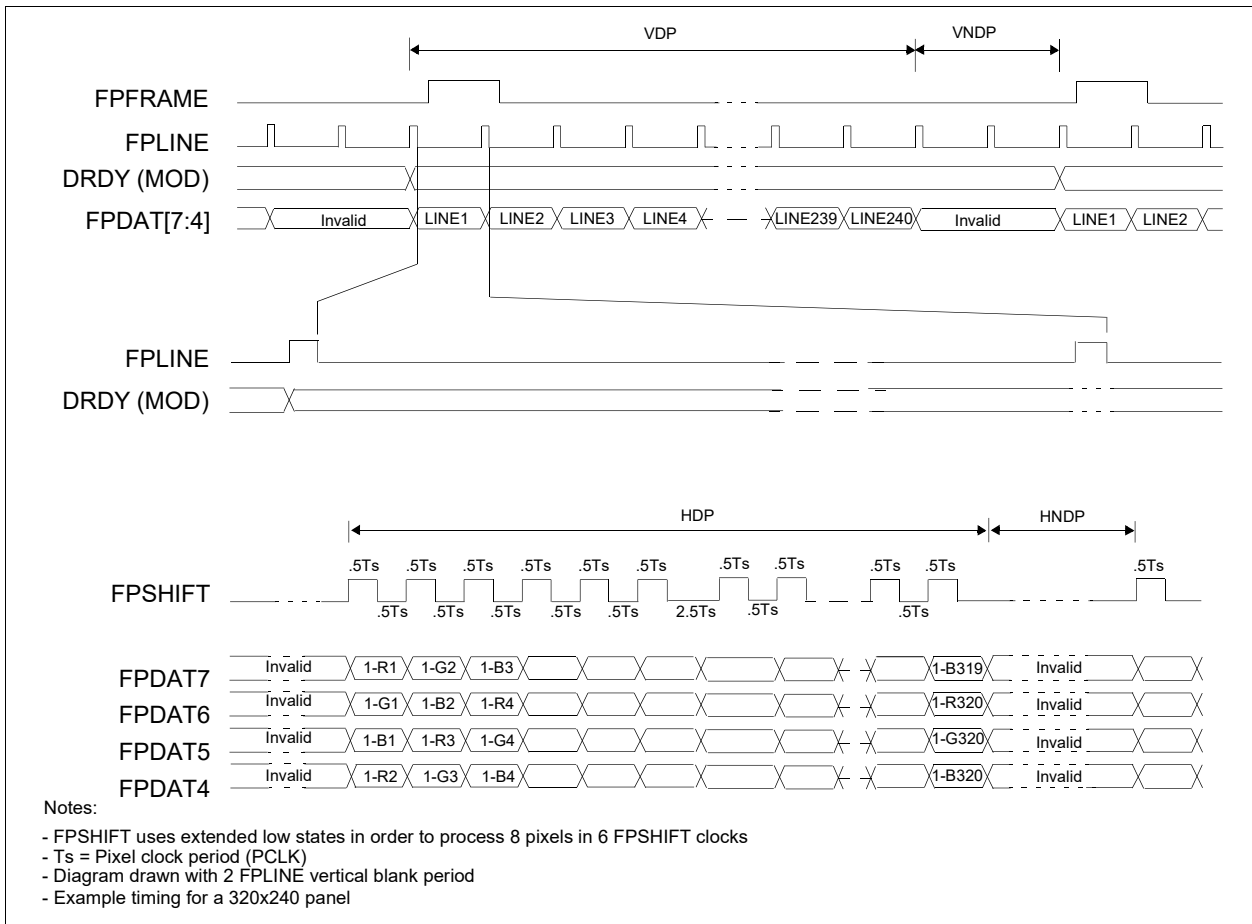 VDP VNDP
FPFRAME
FPLINE
DRDY (MOD)
FPDAT[7:4] Invalid LINE1 LINE2 LINE3 LINE4 LINE239 LINE240 Invalid LINE1 LINE2
FPLINE
DRDY (MOD)
HDP HNDP
.5Ts .5Ts .5Ts .5Ts .5Ts .5Ts .5Ts .5Ts .5Ts .5Ts .5Ts
FPSHIFT
.5Ts .5Ts .5Ts .5Ts .5Ts 2.5Ts .5Ts .5Ts
FPDAT7 Invalid 1-R1 1-G2 1-B3 1-B319 Invalid
FPDAT6 Invalid 1-G1 1-B2 1-R4 1-R320 Invalid
FPDAT5 Invalid 1-B1 1-R3 1-G4 1-G320 Invalid
FPDAT4 Invalid 1-R2 1-G3 1-B4 1-B320 Invalid
Notes:
- FPSHIFT uses extended low states in order to process 8 pixels in 6 FPSHIFT clocks
- Ts = Pixel clock period (PCLK)
- Diagram drawn with 2 FPLINE vertical blank period
- Example timing for a 320x240 panel